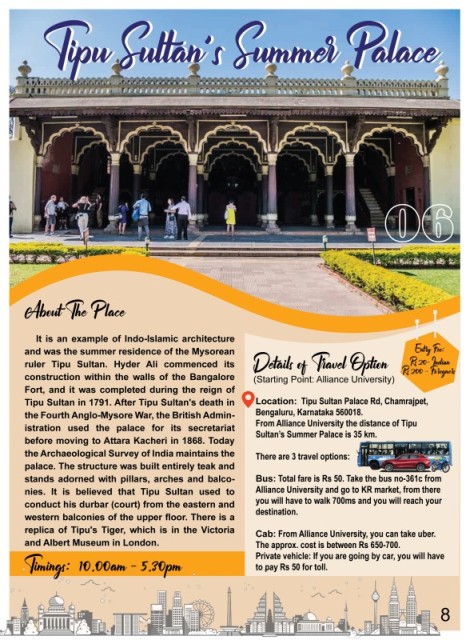 Tipu Sultan's Summer Palace
06
About The Place
It is an example of Indo-Islamic architecture
and was the summer residence of the Mysorean
ruler Tipu Sultan. Hyder Ali commenced its
construction within the walls of the Bangalore
Fort, and it was completed during the reign of
Tipu Sultan in 1791. After Tipu Sultan's death in
the Fourth Anglo-Mysore War, the British Admin-
istration used the palace for its secretariat
before moving to Attara Kacheri in 1868. Today
the Archaeological Survey of India maintains the
palace. The structure was built entirely teak and
stands adorned with pillars, arches and balco-
nies. It is believed that Tipu Sultan used to
conduct his durbar (court) from the eastern and
western balconies of the upper floor. There is a
replica of Tipu's Tiger, which is in the Victoria
and Albert Museum in London.
Timings: 10.00am - 5.30pm
Entry Fee:
Details of Travel Option
(Starting Point: Alliance University)
Location: Tipu Sultan Palace Rd, Chamrajpet,
Bengaluru, Karnataka 560018.
From Alliance University the distance of Tipu
Sultan's Summer Palace is 35 km.
There are 3 travel options:
Bus: Total fare is Rs 50. Take the bus no-361c from
Alliance University and go to KR market, from there
you will have to walk 700ms and you will reach your
destination.
Cab: From Alliance University, you can take uber.
The approx. cost is between Rs 650-700.
Private vehicle: If you are going by car, you will have
to pay Rs 50 for toll.
8